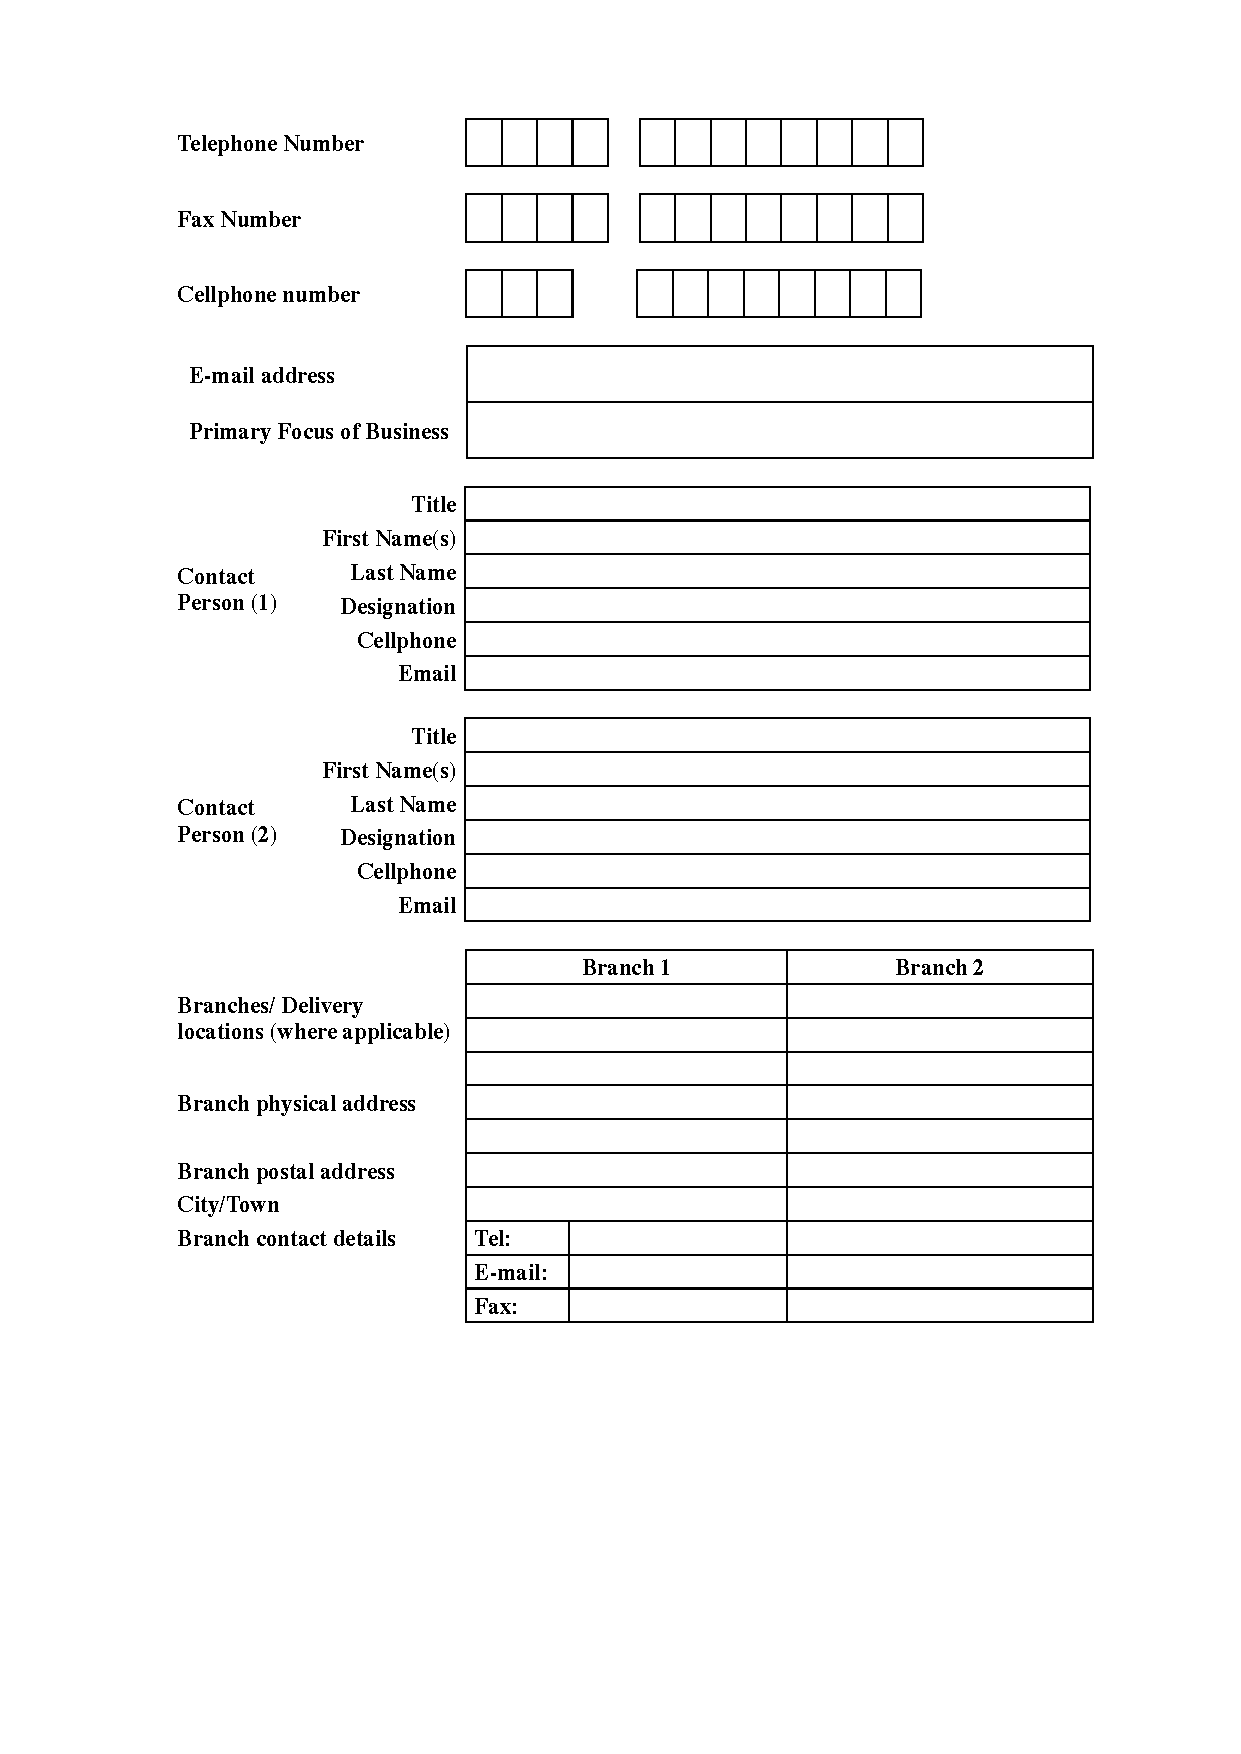 Telephone Number
Fax Number
Cellphone number
E-mail address
Primary Focus of Business
Contact
Person (1)
Title
First Name(s)
Last Name
Designation
Cellphone
Email
Contact
Person (2)
Title
First Name(s)
Last Name
Designation
Cellphone
Email
Branch 1 Branch 2
Branches/ Delivery
locations (where applicable)
Branch physical address
Branch postal address
City/Town
Branch contact details Tel:
E-mail:
Fax: